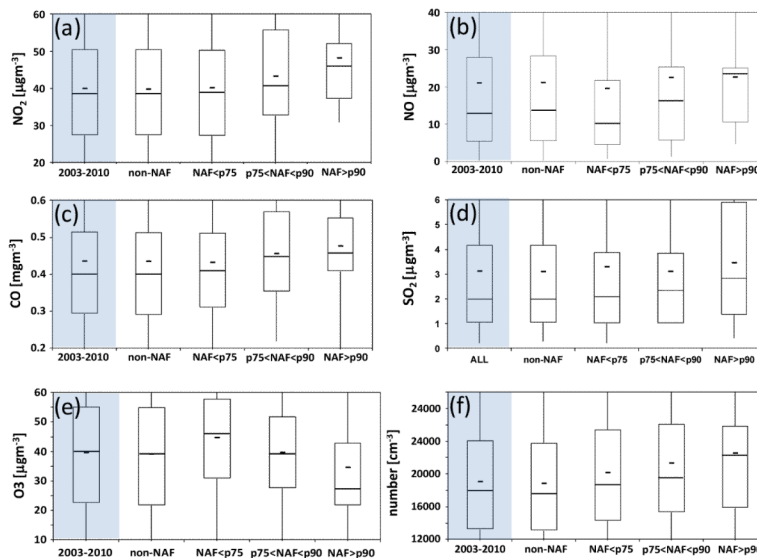 (a)
NO2 [µgm-3]
60
50
40
30
20
2003-2010 non-NAF NAF<p75 p75<NAF<p90 NAF>p90
(b)
NO [µgm-3]
40
30
20
10
0
2003-2010 non-NAF NAF<p75 p75<NAF<p90 NAF>p90
(c)
CO [mgm-3]
0.6
0.5
0.4
0.3
0.2
2003-2010 non-NAF NAF<p75 p75<NAF<p90 NAF>p90
(d)
SO2 [µgm-3]
6
5
4
3
2
1
0
ALL non-NAF NAF<p75 p75<NAF<p90 NAF>p90
(e)
O3 [µgm-3]
60
50
40
30
20
10
2003-2010 non-NAF NAF<p75 p75<NAF<p90 NAF>p90
(f)
number [cm-3]
24000
20000
16000
12000
2003-2010 non-NAF NAF<p75 p75<NAF<p90 NAF>p90